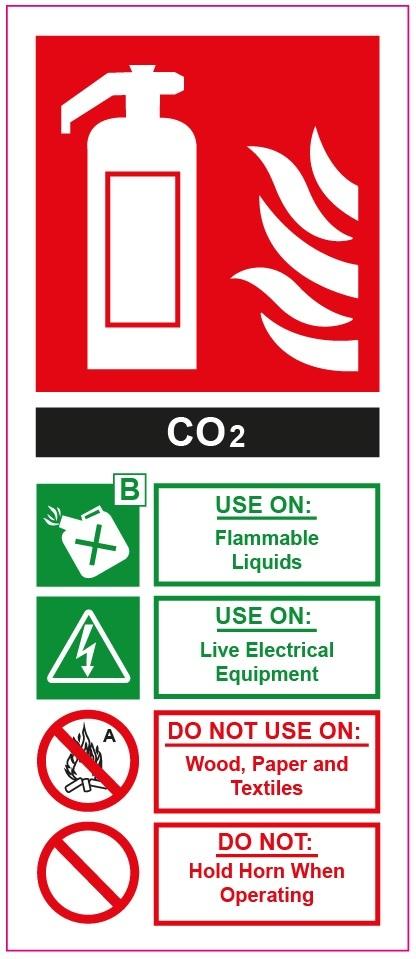 CO2
B
USE ON:
Flammable
Liquids
USE ON:
Live Electrical
Equipment
A
DO NOT USE ON:
Wood, Paper and
Textiles
DO NOT:
Hold Horn When
Operating